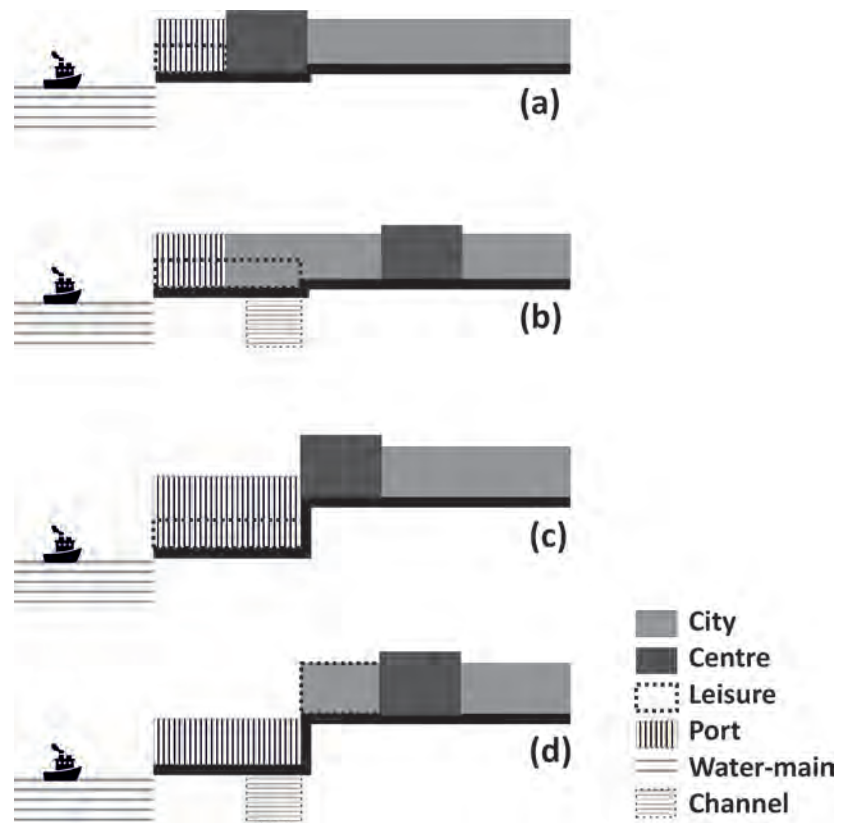 (a)
(b)
(c)
(d)
City
Centre
Leisure
Port
Water-main
Channel